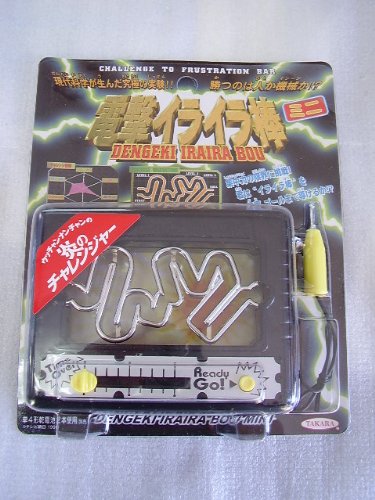 CHALLENGE TO FRUSTRATION BAR
現代科学が生んだ究極の実験!!
勝つのは人か機械か!?
電撃イライラ棒
ミニ
DENGEKI IRAIRA BOU
ウッチャンナンチャンの
炎の
チャレンジャー
Time
Over!
Ready
Go!
DENGEKI IRAIRA BOU MINI
TAKARA